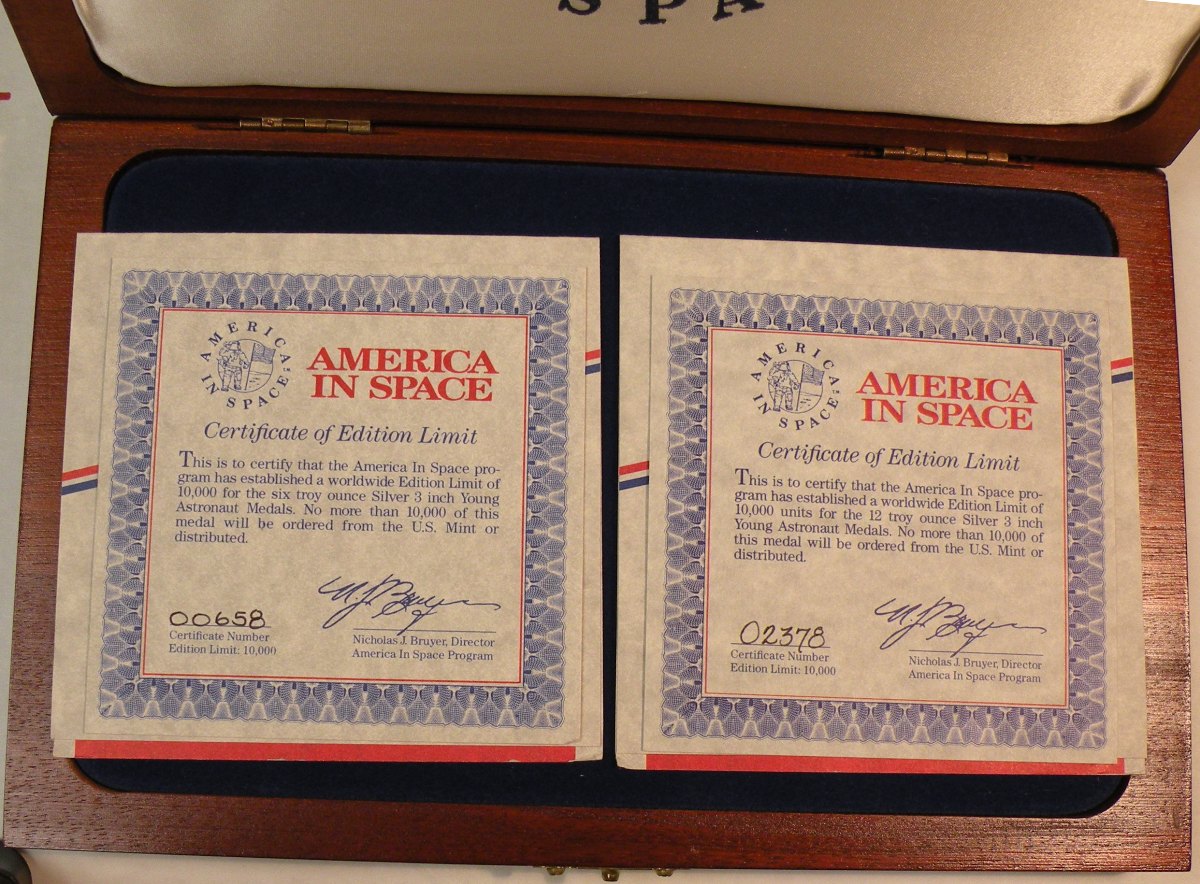 SPA
AMERICA IN SPACE
AMERICA
IN SPACE
Certificate of Edition Limit
This is to certify that the America In Space pro-
gram has established a worldwide Edition Limit of
10,000 for the six troy ounce Silver 3 inch Young
Astronaut Medals. No more than 10,000 of this
medal will be ordered from the U.S. Mint or
distributed.
00658
Certificate Number
Edition Limit: 10,000
N.J. Bruyer
Nicholas J. Bruyer, Director
America In Space Program
AMERICA IN SPACE
AMERICA
IN SPACE
Certificate of Edition Limit
This is to certify that the America In Space pro-
gram has established a worldwide Edition Limit of
10,000 units for the 12 troy ounce Silver 3 inch
Young Astronaut Medals. No more than 10,000 of
this medal will be ordered from the U.S. Mint or
distributed.
02378
Certificate Number
Edition Limit: 10,000
N.J. Bruyer
Nicholas J. Bruyer, Director
America In Space Program